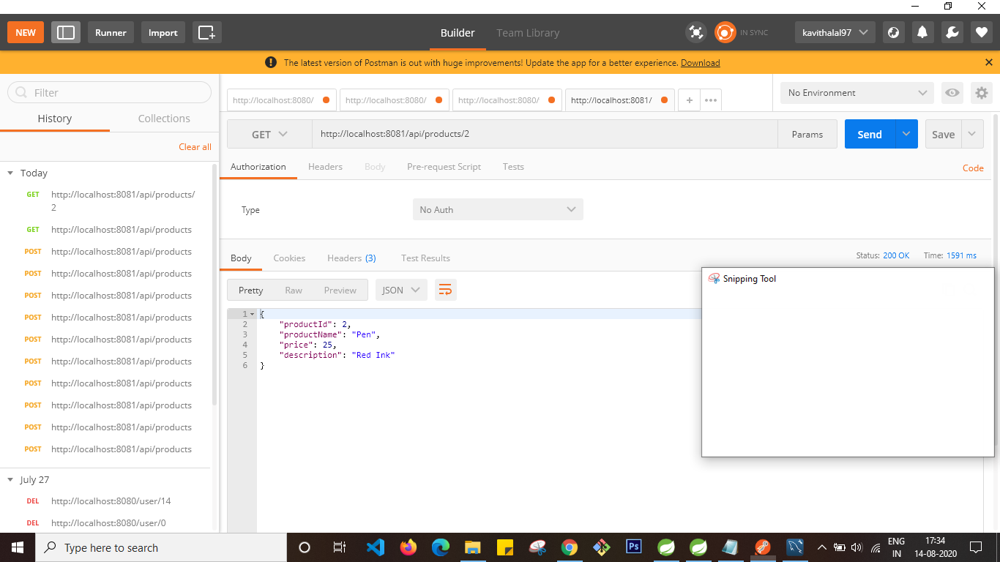 NEW
Runner
Import
Builder
Team Library
IN SYNC
kavithalal97
The latest version of Postman is out with huge improvements! Update the app for a better experience. Download
Filter
History
Collections
Clear all
Today
GET http://localhost:8081/api/products/
2
GET http://localhost:8081/api/products
POST http://localhost:8081/api/products
POST http://localhost:8081/api/products
POST http://localhost:8081/api/products
POST http://localhost:8081/api/products
POST http://localhost:8081/api/products
POST http://localhost:8081/api/products
POST http://localhost:8081/api/products
POST http://localhost:8081/api/products
POST http://localhost:8081/api/products
POST http://localhost:8081/api/products
July 27
DEL http://localhost:8080/user/14
DEL http://localhost:8080/user/0
http://localhost:8080/
http://localhost:8080/
http://localhost:8080/
http://localhost:8081/
No Environment
GET
http://localhost:8081/api/products/2
Params
Send
Save
Authorization
Headers
Body
Pre-request Script
Tests
Code
Type
No Auth
Body
Cookies
Headers (3)
Test Results
Status: 200 OK
Time: 1591 ms
Pretty
Raw
Preview
JSON
1 {
2 "productId": 2,
3 "productName": "Pen",
4 "price": 25,
5 "description": "Red Ink"
6 }
Snipping Tool
Type here to search
Ps
ENG
IN
17:34
14-08-2020